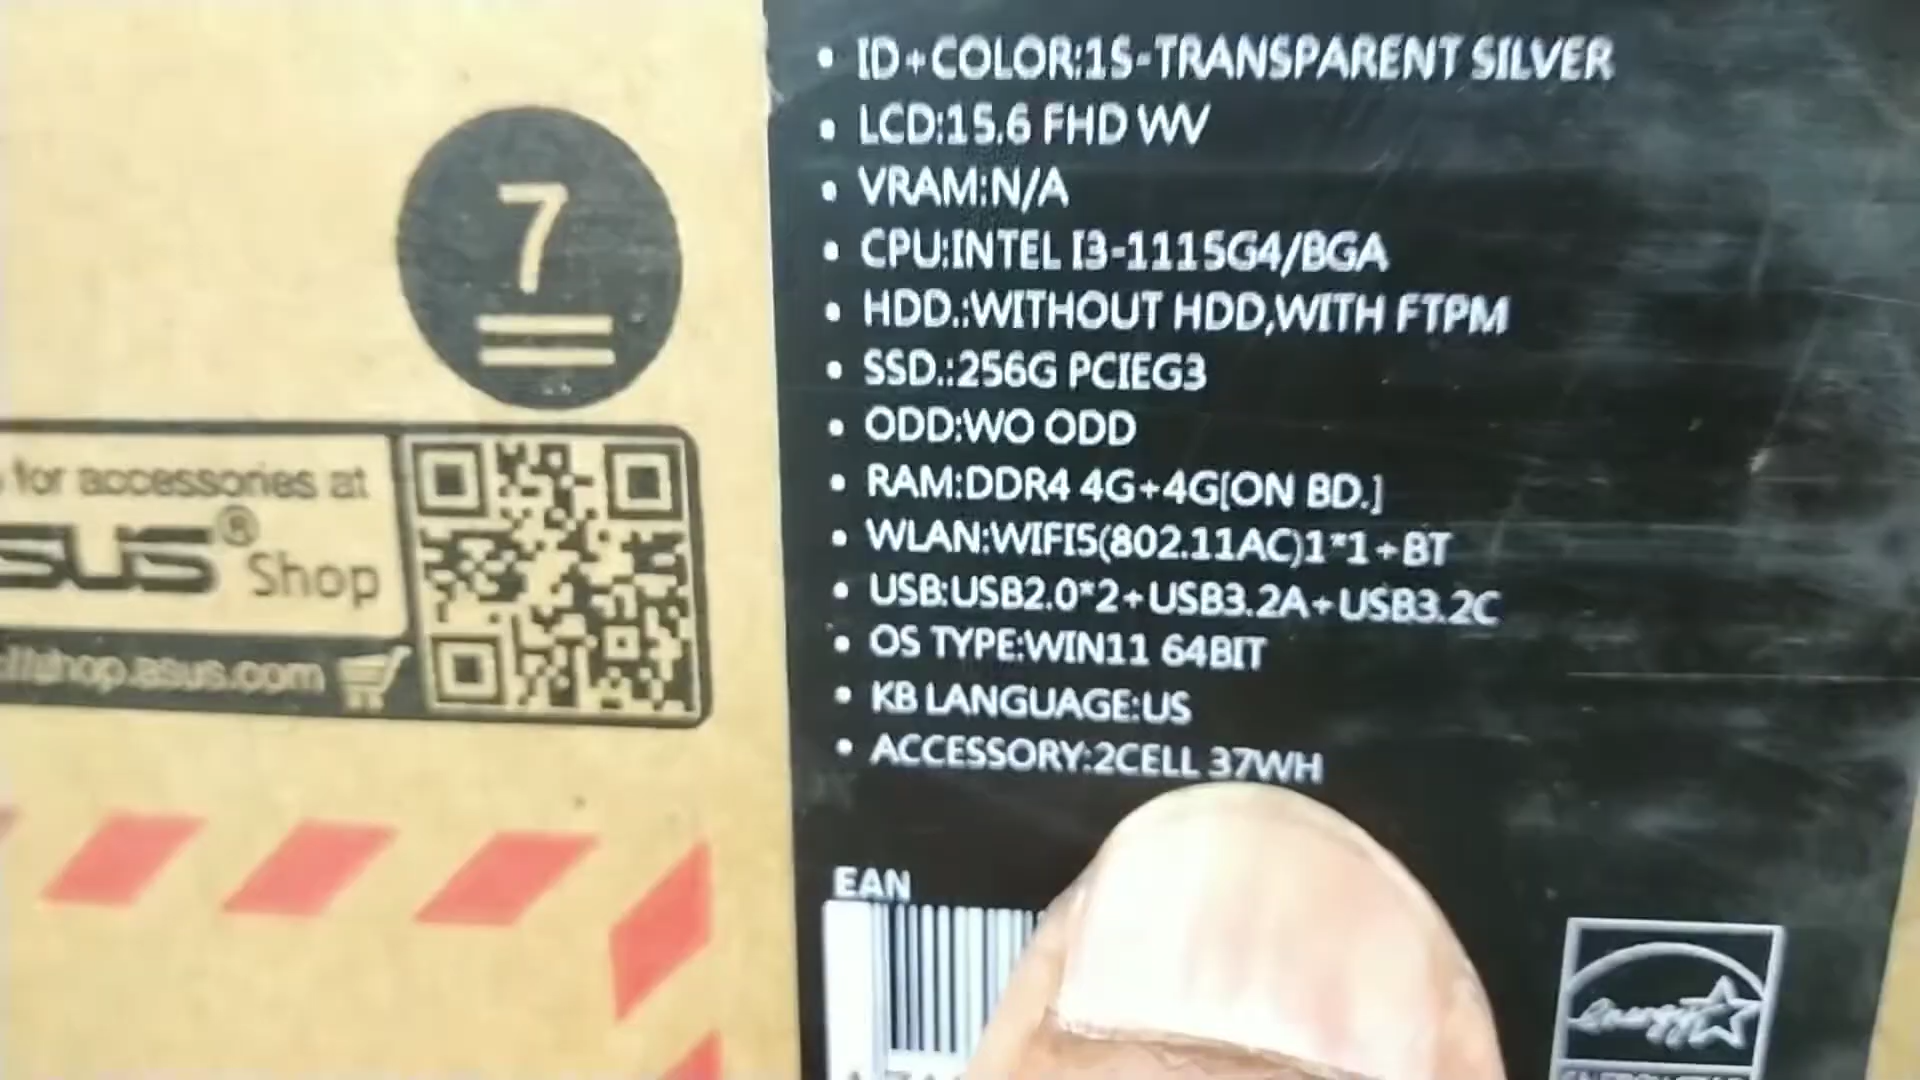 7
for accessories at
SUS® Shop
shop.asus.com
• ID+COLOR:1S-TRANSPARENT SILVER
• LCD:15.6 FHD WV
• VRAM:N/A
• CPU:INTEL I3-1115G4/BGA
• HDD.:WITHOUT HDD,WITH FTPM
• SSD.:256G PCIEG3
• ODD:WO ODD
• RAM:DDR4 4G+4G[ON BD.]
• WLAN:WIFI5(802.11AC)1*1+BT
• USB:USB2.0*2+USB3.2A+USB3.2C
• OS TYPE:WIN11 64BIT
• KB LANGUAGE:US
• ACCESSORY:2CELL 37WH
EAN
energy